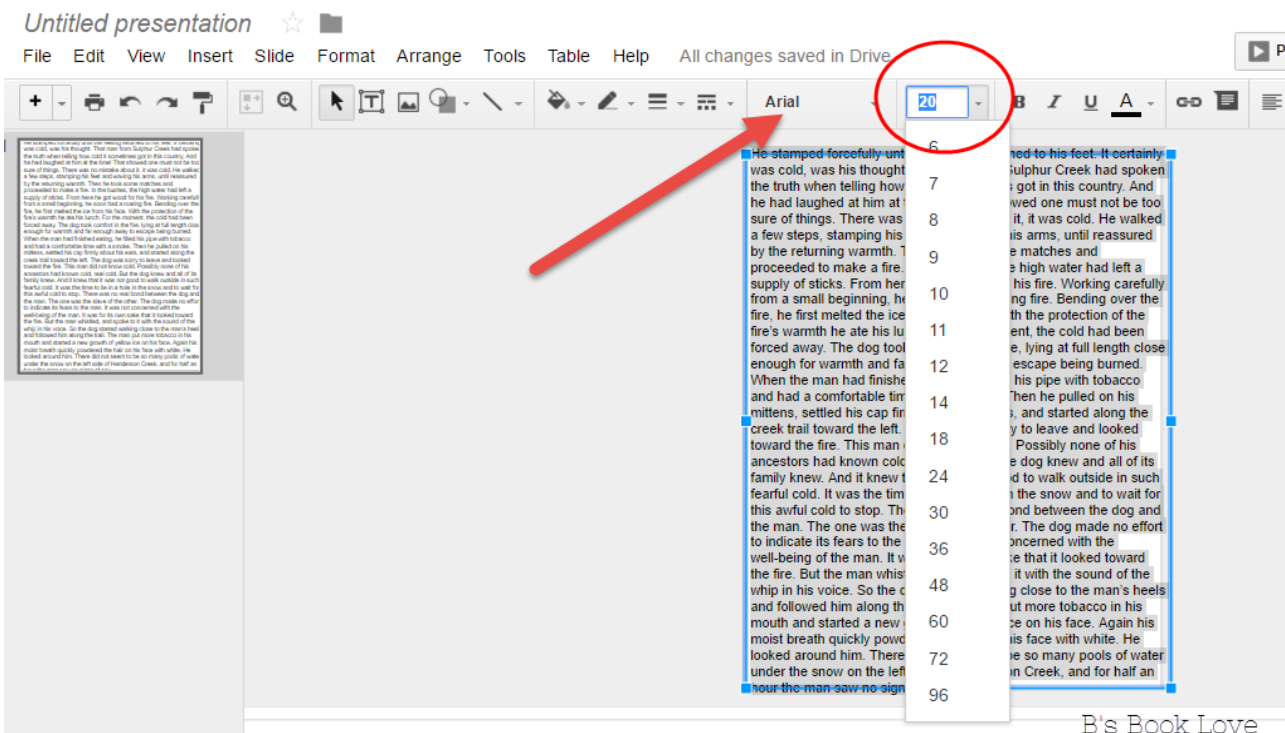 Untitled presentation
File Edit View Insert Slide Format Arrange Tools Table Help All changes saved in Drive
Arial 20 B I U A
6
7
8
9
10
11
12
14
18
24
30
36
48
60
72
96
He stamped forcefully unt ned to his feet. It certainly
was cold, was his thought Sulphur Creek had spoken
the truth when telling how s got in this country. And
he had laughed at him at owed one must not be too
sure of things. There was it, it was cold. He walked
a few steps, stamping his is arms, until reassured
by the returning warmth. T e matches and
proceeded to make a fire. e high water had left a
supply of sticks. From her his fire. Working carefully
from a small beginning, he ng fire. Bending over the
fire, he first melted the ice th the protection of the
fire's warmth he ate his lu ent, the cold had been
forced away. The dog took e, lying at full length close
enough for warmth and fa escape being burned.
When the man had finishe his pipe with tobacco
and had a comfortable tim Then he pulled on his
mittens, settled his cap fir s, and started along the
creek trail toward the left. y to leave and looked
toward the fire. This man Possibly none of his
ancestors had known cold e dog knew and all of its
family knew. And it knew t d to walk outside in such
fearful cold. It was the tim n the snow and to wait for
this awful cold to stop. The ond between the dog and
the man. The one was the r. The dog made no effort
to indicate its fears to the oncerned with the
well-being of the man. It w ke that it looked toward
the fire. But the man whis it with the sound of the
whip in his voice. So the d g close to the man's heels
and followed him along th ut more tobacco in his
mouth and started a new ce on his face. Again his
moist breath quickly powd is face with white. He
looked around him. There be so many pools of water
under the snow on the left n Creek, and for half an
hour the man saw no sign
B's Book Love